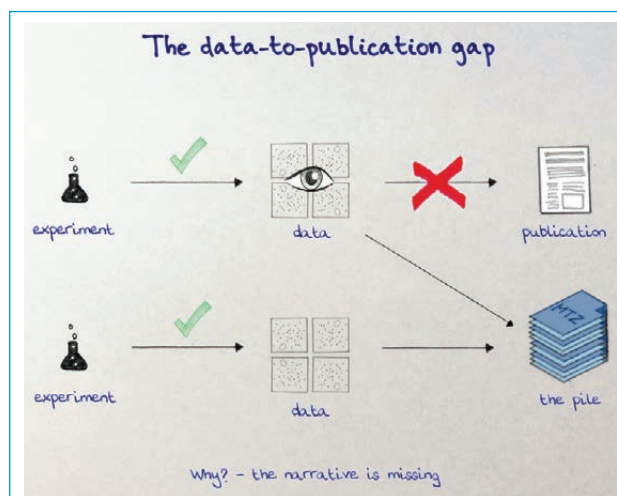 The data-to-publication gap
experiment
data
publication
MTZ
experiment
data
the pile
Why? - the narrative is missing